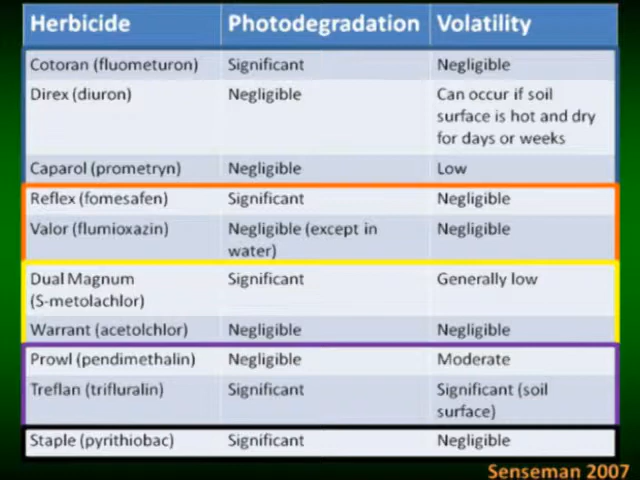 Herbicide Photodegradation Volatility
Cotoran (fluometuron) Significant Negligible
Direx (diuron) Negligible Can occur if soil
surface is hot and dry
for days or weeks
Caparol (prometryn) Negligible Low
Reflex (fomesafen) Significant Negligible
Valor (flumioxazin) Negligible (except in Negligible
water)
Dual Magnum Significant Generally low
(S-metolachlor)
Warrant (acetolchlor) Negligible Negligible
Prowl (pendimethalin) Negligible Moderate
Treflan (trifluralin) Significant Significant (soil
surface)
Staple (pyrithiobac) Significant Negligible
Senseman 2007